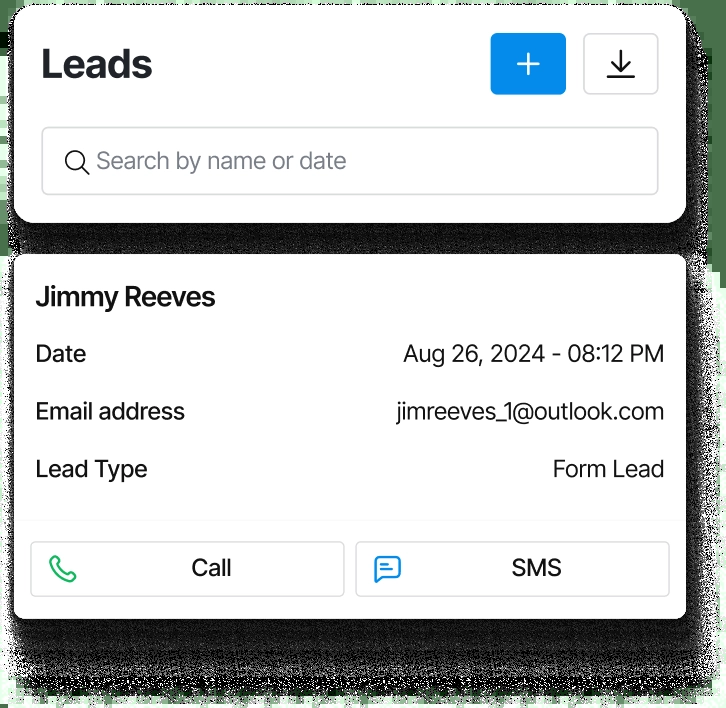 Leads
Search by name or date
Jimmy Reeves
Date Aug 26, 2024 - 08:12 PM
Email address jimreeves_1@outlook.com
Lead Type Form Lead
Call SMS